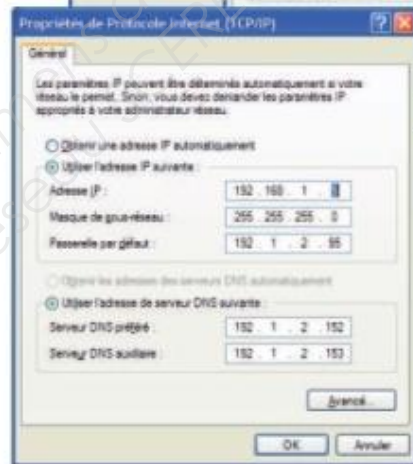 Propriétés de Protocole Internet (TCP/IP)
Général
Les paramètres IP peuvent être déterminés automatiquement si votre
réseau le permet. Sinon, vous devez demander les paramètres IP
appropriés à votre administrateur réseau.
Obtenir une adresse IP automatiquement
Utiliser l'adresse IP suivante :
Adresse IP : 192 . 168 . 1 .
Masque de sous-réseau : 255 . 255 . 255 . 0
Passerelle par défaut : 192 . 1 . 2 . 95
Obtenir les adresses des serveurs DNS automatiquement
Utiliser l'adresse de serveur DNS suivante :
Serveur DNS préféré : 192 . 1 . 2 . 152
Serveur DNS auxiliaire : 192 . 1 . 2 . 153
Avancé...
OK Annuler